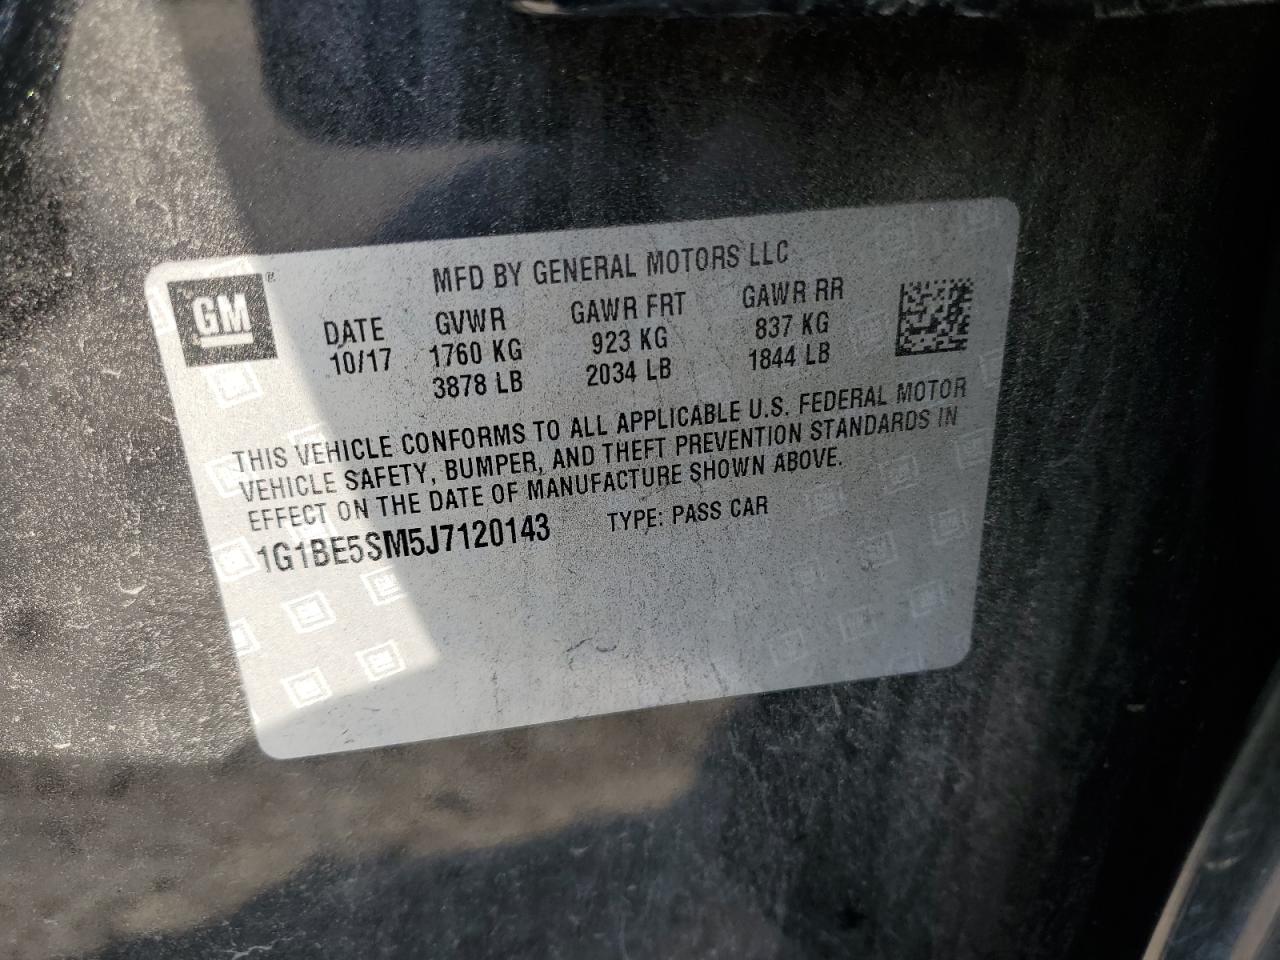 GM ®
MFD BY GENERAL MOTORS LLC
DATE GVWR GAWR FRT GAWR RR
10/17 1760 KG 923 KG 837 KG
3878 LB 2034 LB 1844 LB
THIS VEHICLE CONFORMS TO ALL APPLICABLE U.S. FEDERAL MOTOR
VEHICLE SAFETY, BUMPER, AND THEFT PREVENTION STANDARDS IN
EFFECT ON THE DATE OF MANUFACTURE SHOWN ABOVE.
1G1BE5SM5J7120143 TYPE: PASS CAR